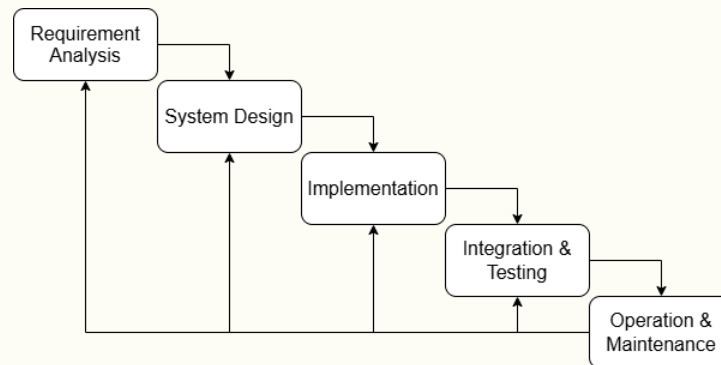 Requirement
Analysis
System Design
Implementation
Integration &
Testing
Operation &
Maintenance